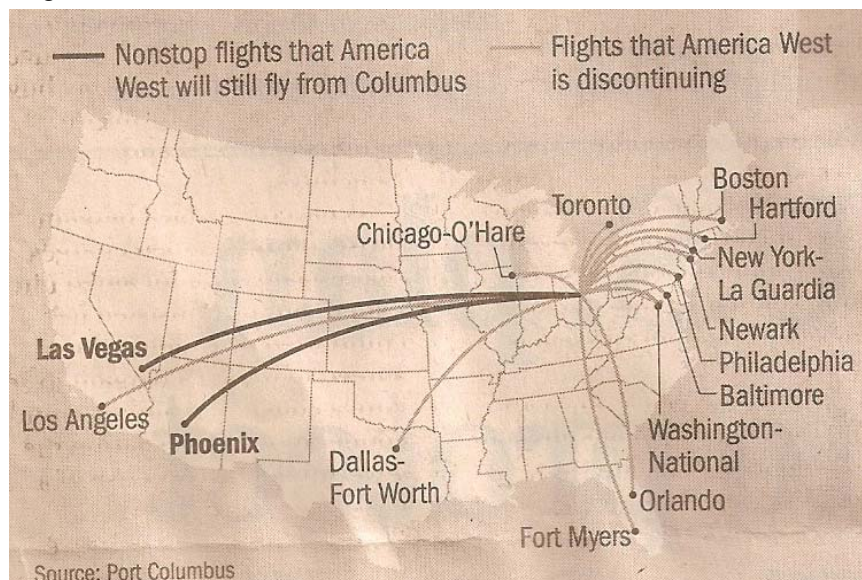 Nonstop flights that America
West will still fly from Columbus
Flights that America West
is discontinuing
Boston
Toronto
Hartford
Chicago-O'Hare
New York-
La Guardia
Newark
Las Vegas
Philadelphia
Baltimore
Los Angeles
Phoenix
Washington-
National
Dallas-
Fort Worth
Orlando
Fort Myers
Source: Port Columbus